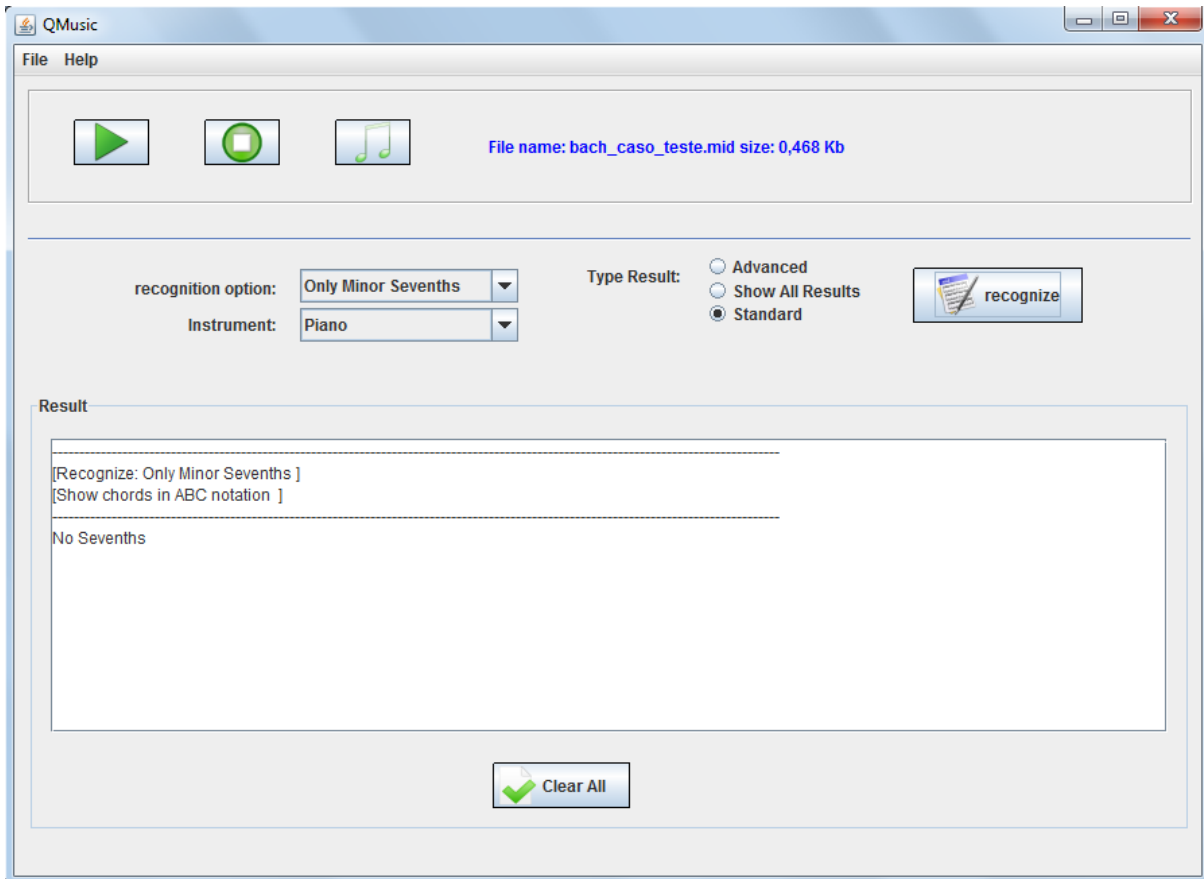 QMusic
File Help
File name: bach_caso_teste.mid size: 0,468 Kb
recognition option: Only Minor Sevenths
Instrument: Piano
Type Result:
Advanced
Show All Results
Standard
recognize
Result
--------------------------------------------------------------------------------
[Recognize: Only Minor Sevenths ]
[Show chords in ABC notation  ]
--------------------------------------------------------------------------------
No Sevenths
Clear All